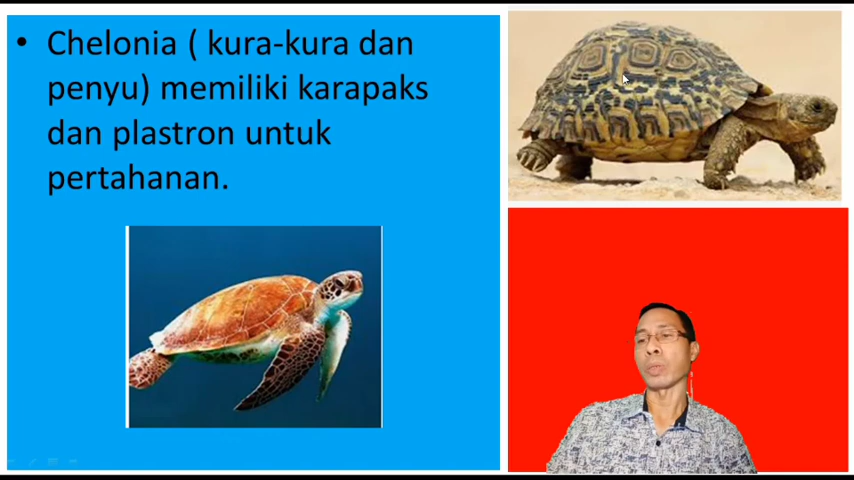 • Chelonia ( kura-kura dan
penyu) memiliki karapaks
dan plastron untuk
pertahanan.